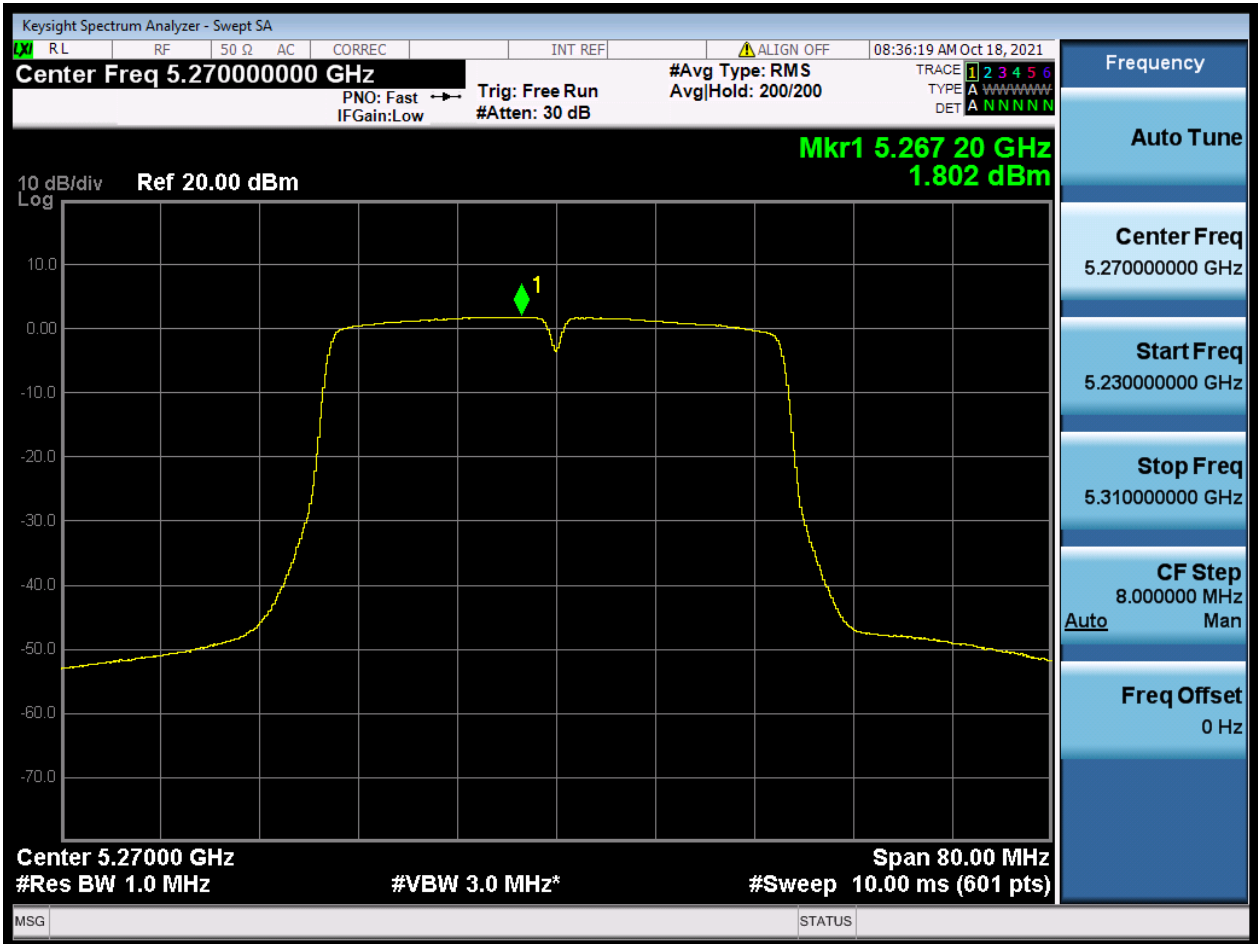 Keysight Spectrum Analyzer - Swept SA
LXI RL RF 50 Ω AC CORREC INT REF ALIGN OFF 08:36:19 AM Oct 18, 2021
Center Freq 5.270000000 GHz
PNO: Fast
IFGain:Low
Trig: Free Run
#Atten: 30 dB
#Avg Type: RMS
Avg|Hold: 200/200
TRACE 1 2 3 4 5 6
TYPE A WWWWW
DET A N N N N N
Mkr1 5.267 20 GHz
1.802 dBm
10 dB/div Ref 20.00 dBm
Log
1
10.0
0.00
-10.0
-20.0
-30.0
-40.0
-50.0
-60.0
-70.0
Center 5.27000 GHz Span 80.00 MHz
#Res BW 1.0 MHz #VBW 3.0 MHz* #Sweep 10.00 ms (601 pts)
MSG STATUS
Frequency
Auto Tune
Center Freq
5.270000000 GHz
Start Freq
5.230000000 GHz
Stop Freq
5.310000000 GHz
CF Step
8.000000 MHz
Auto Man
Freq Offset
0 Hz